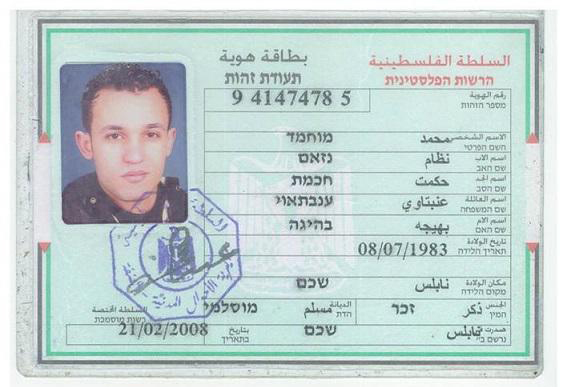 السلطة الفلسطينية
הרשות הפלסטינית
بطاقة هوية
תעודת זהות
رقم الهوية
מספר הזהות
9 4147478 5
الاسم الشخصي محمد מוחמד
השם הפרטי
اسم الاب نظام נזאם
שם האב
اسم الجد حكمت חכמת
שם הסב
اسم العائلة عنبتاوي ענבתאוי
שם המשפחה
اسم الام بهيجه בהיגה
שם האם
تاريخ الولادة
תאריך הלידה
08/07/1983
مكان الولادة نابلس שכם
מקום הלידה
الجنس ذكر זכר الديانة مسلم מוסלמי
המין הדת
السلطة المختصة
רשות מוסמכת
صدرت في نابلس שכם
נרשם בי
بتاريخ
בתאריך
21/02/2008